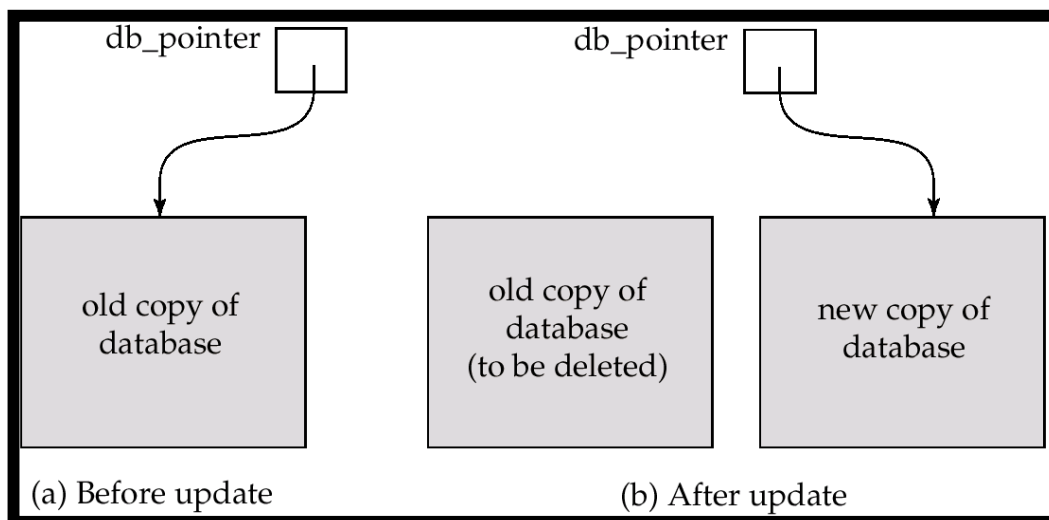 db_pointer
old copy of
database
(a) Before update
db_pointer
old copy of
database
(to be deleted)
new copy of
database
(b) After update